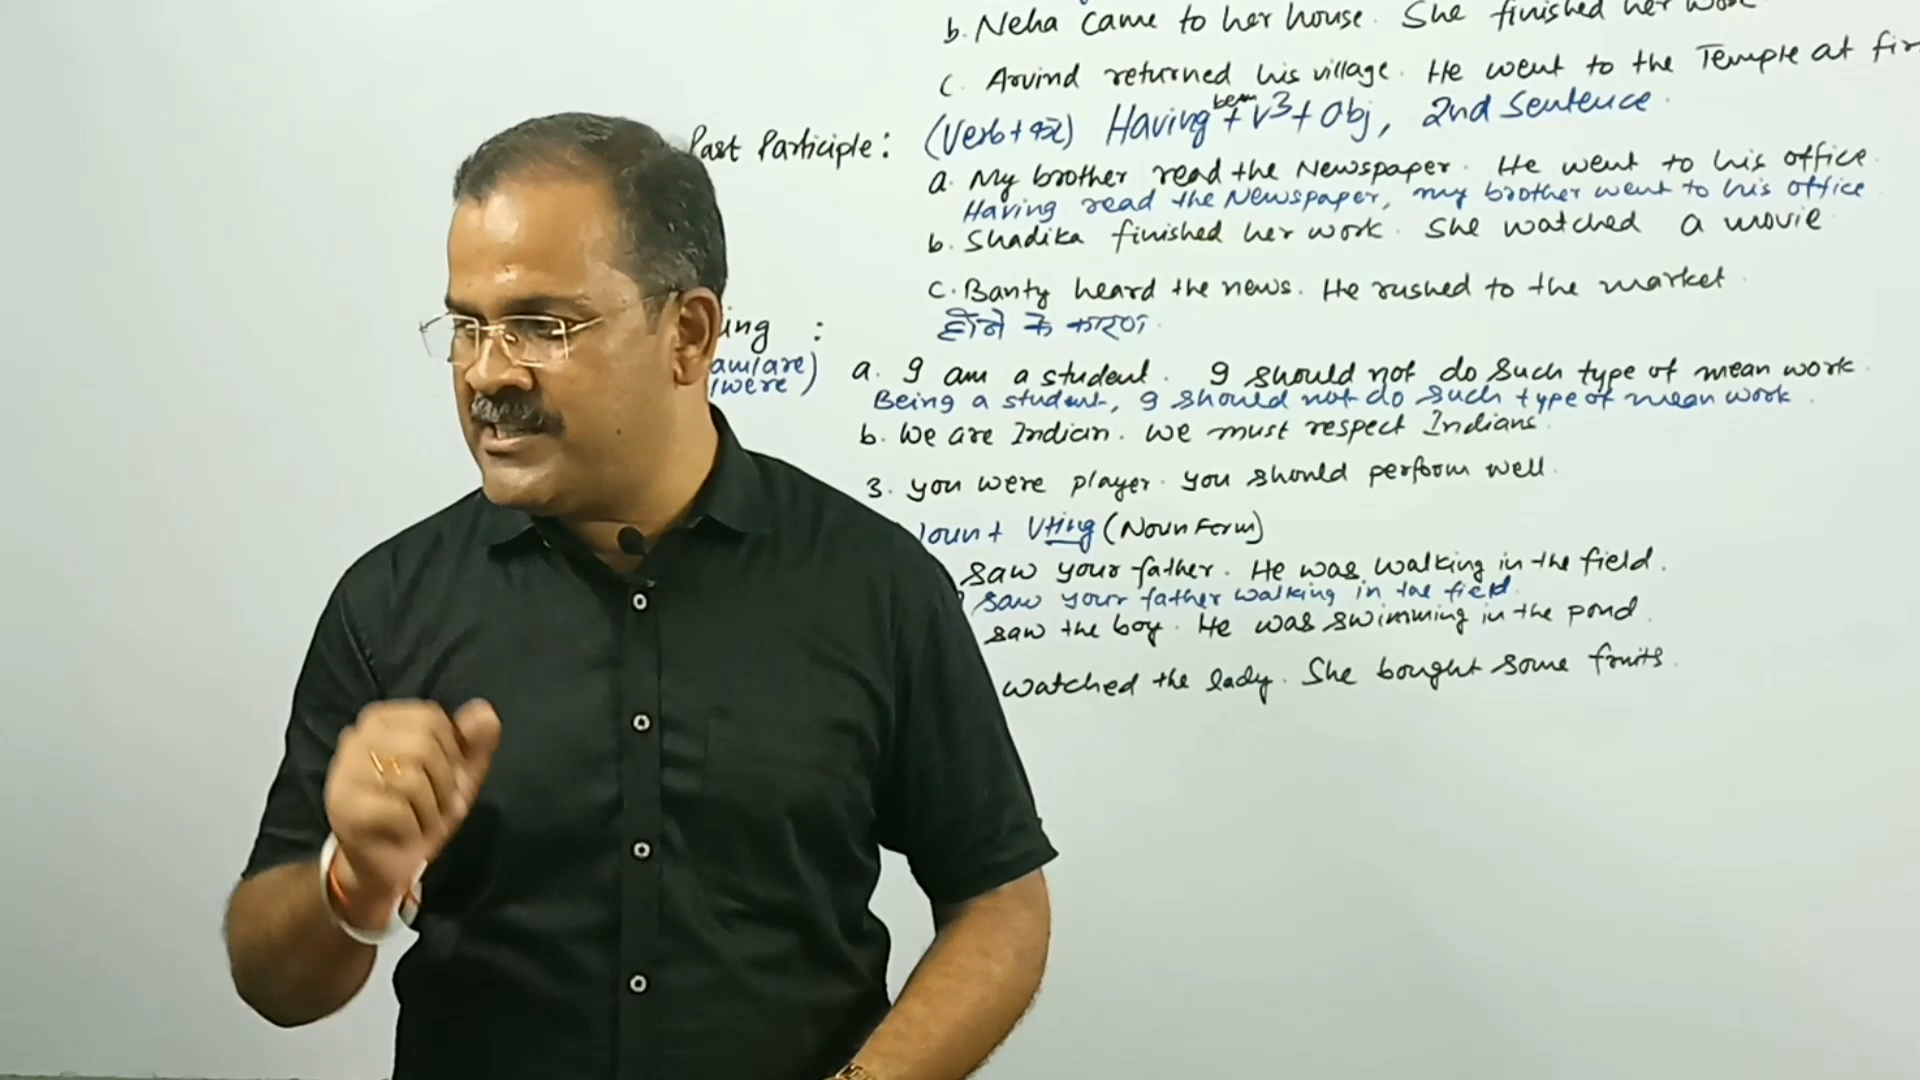 b. Neha came to her house. She finished her work
c. Arvind returned his village. He went to the Temple at
Past Participle: (Verb+कर) Having been + V3 + Obj, 2nd Sentence.
a. My brother read the Newspaper. He went to his office.
Having read the Newspaper, my brother went to his office
b. Shadika finished her work. She watched a movie
c. Banty heard the news. He rushed to the market.
ing : होने के कारण.
am/are)
/were)
a. I am a student. I should not do such type of mean work.
Being a student, I should not do such type of mean work.
b. We are Indian. We must respect Indians.
3. you were player. you should perform well.
oun + V+ing (Noun Form)
saw your father. He was walking in the field.
saw your father walking in the field.
saw the boy. He was swimming in the pond.
watched the lady. She bought some fruits.